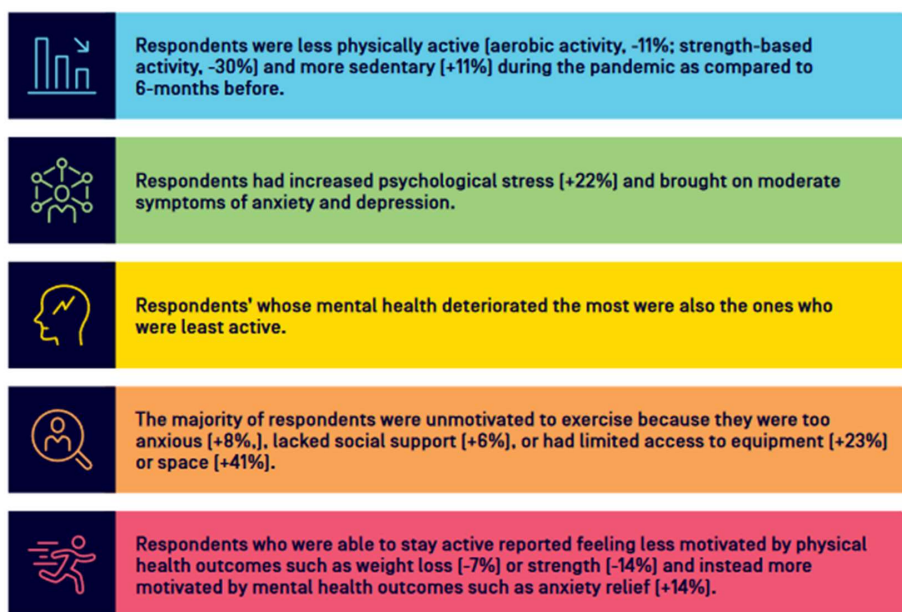 Respondents were less physically active (aerobic activity, -11%; strength-based
activity, -30%) and more sedentary (+11%) during the pandemic as compared to
6-months before.
Respondents had increased psychological stress (+22%) and brought on moderate
symptoms of anxiety and depression.
Respondents' whose mental health deteriorated the most were also the ones who
were least active.
The majority of respondents were unmotivated to exercise because they were too
anxious (+8%,), lacked social support (+6%), or had limited access to equipment (+23%)
or space (+41%).
Respondents who were able to stay active reported feeling less motivated by physical
health outcomes such as weight loss (-7%) or strength (-14%) and instead more
motivated by mental health outcomes such as anxiety relief (+14%).